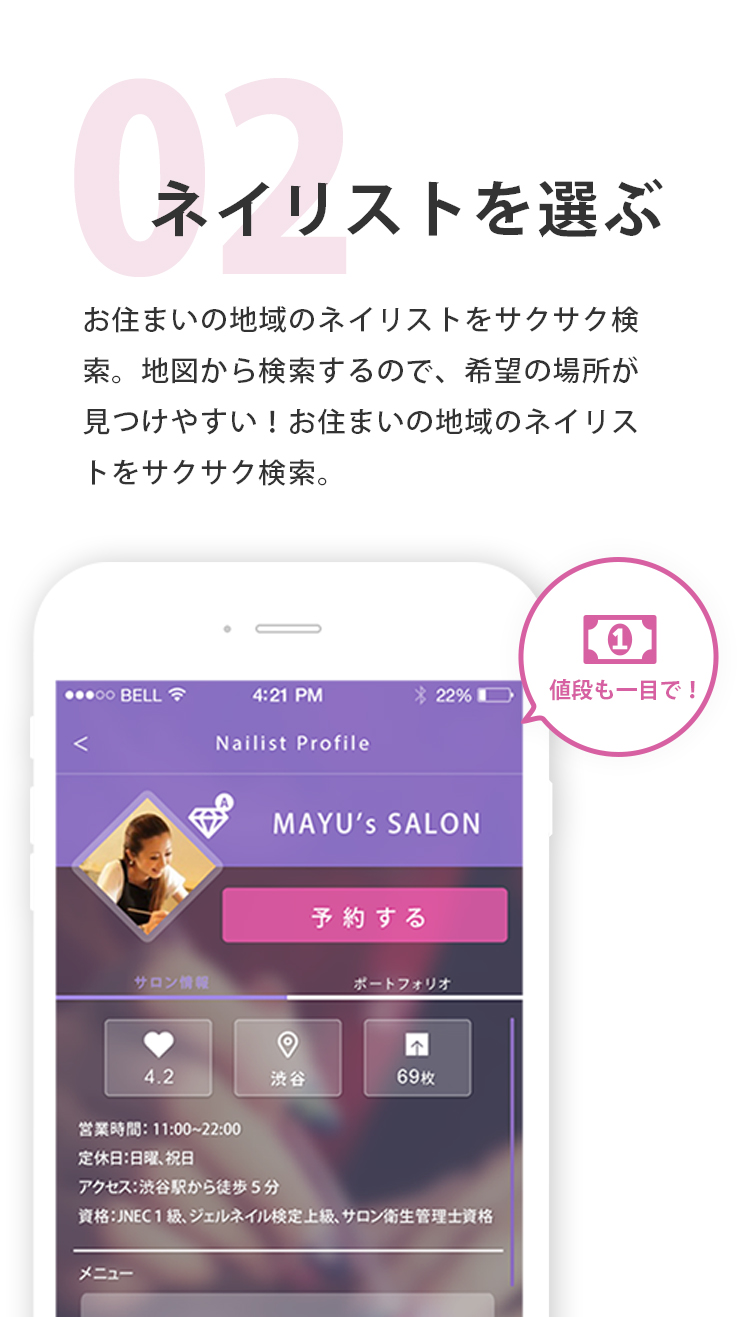 02
ネイリストを選ぶ
お住まいの地域のネイリストをサクサク検
索。地図から検索するので、希望の場所が
見つけやすい！お住まいの地域のネイリス
トをサクサク検索。
1
値段も一目で！
BELL 4:21 PM 22%
< Nailist Profile
A
MAYU’s SALON
予約する
サロン情報 ポートフォリオ
4.2 渋谷 69枚
営業時間：11:00~22:00
定休日：日曜、祝日
アクセス：渋谷駅から徒歩5分
資格：JNEC1級、ジェルネイル検定上級、サロン衛生管理士資格
メニュー